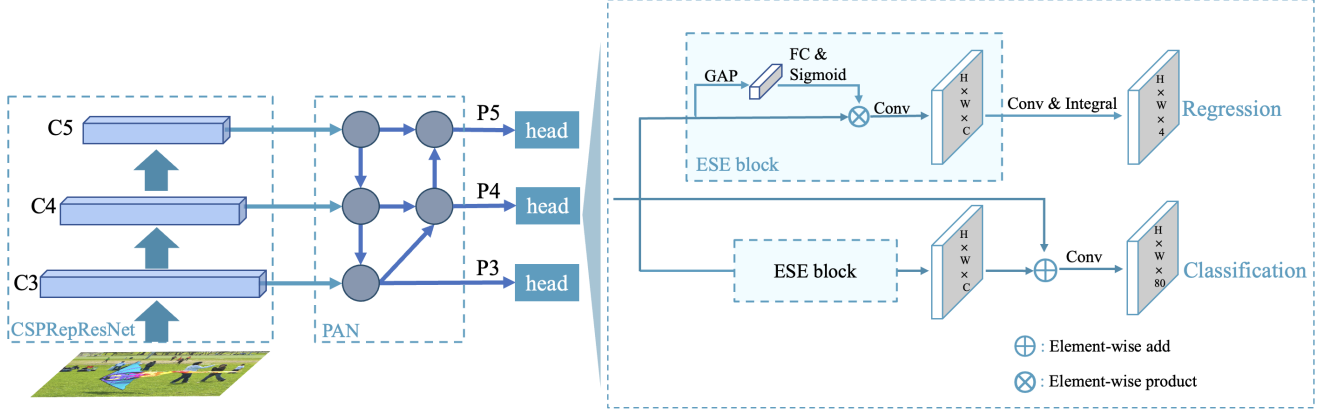 C5
C4
C3
CSPRepResNet
PAN
P5
P4
P3
head
head
head
GAP
FC &
Sigmoid
Conv
ESE block
H
×
W
×
C
Conv & Integral
H
×
W
×
4
Regression
ESE block
H
×
W
×
C
Conv
H
×
W
×
80
Classification
: Element-wise add
: Element-wise product